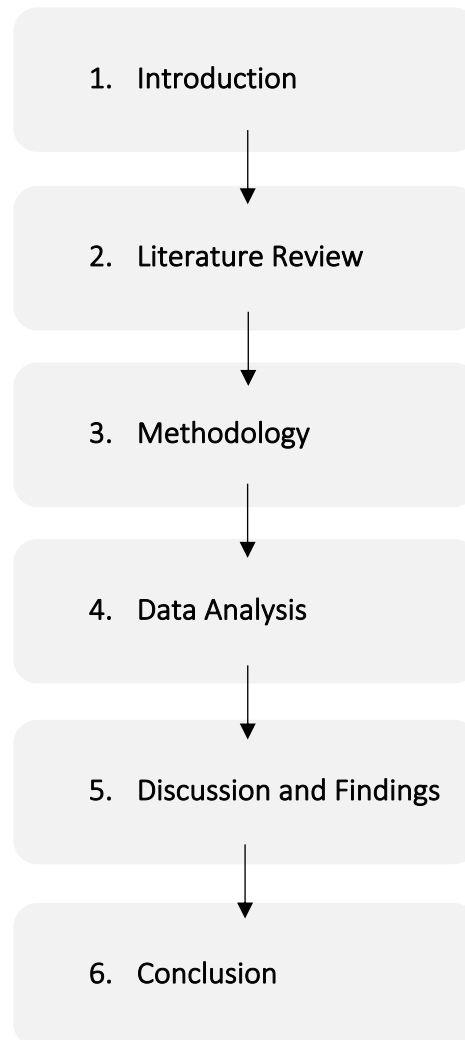 1. Introduction
2. Literature Review
3. Methodology
4. Data Analysis
5. Discussion and Findings
6. Conclusion